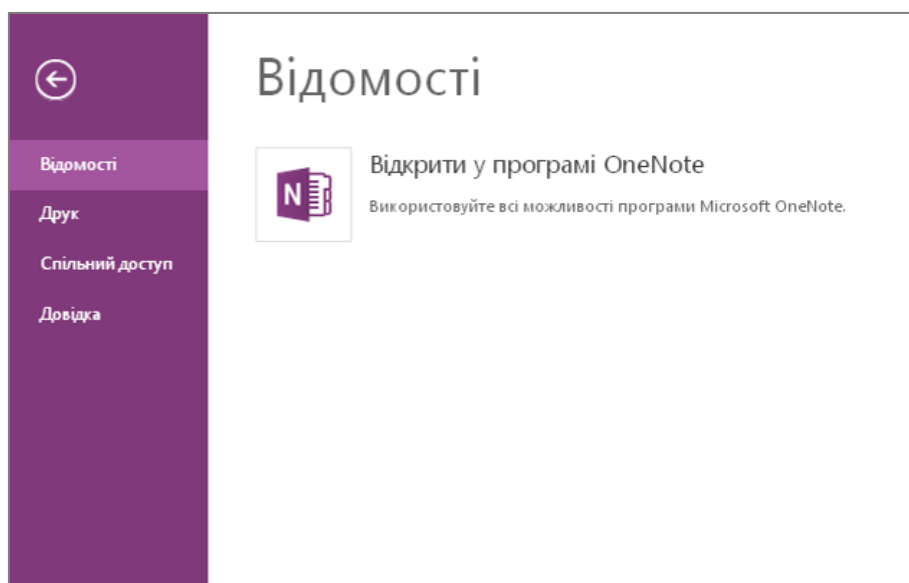 Відомості
Друк
Спільний доступ
Довідка
Відомості
Відкрити у програмі OneNote
Використовуйте всі можливості програми Microsoft OneNote.
N